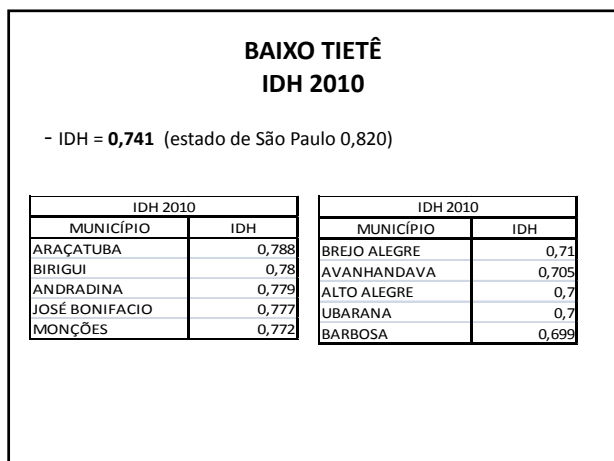 BAIXO TIETÊ
IDH 2010
- IDH = 0,741 (estado de São Paulo 0,820)
IDH 2010
MUNICÍPIO IDH
ARAÇATUBA 0,788
BIRIGUI 0,78
ANDRADINA 0,779
JOSÉ BONIFACIO 0,777
MONÇÕES 0,772
IDH 2010
MUNICÍPIO IDH
BREJO ALEGRE 0,71
AVANHANDAVA 0,705
ALTO ALEGRE 0,7
UBARANA 0,7
BARBOSA 0,699